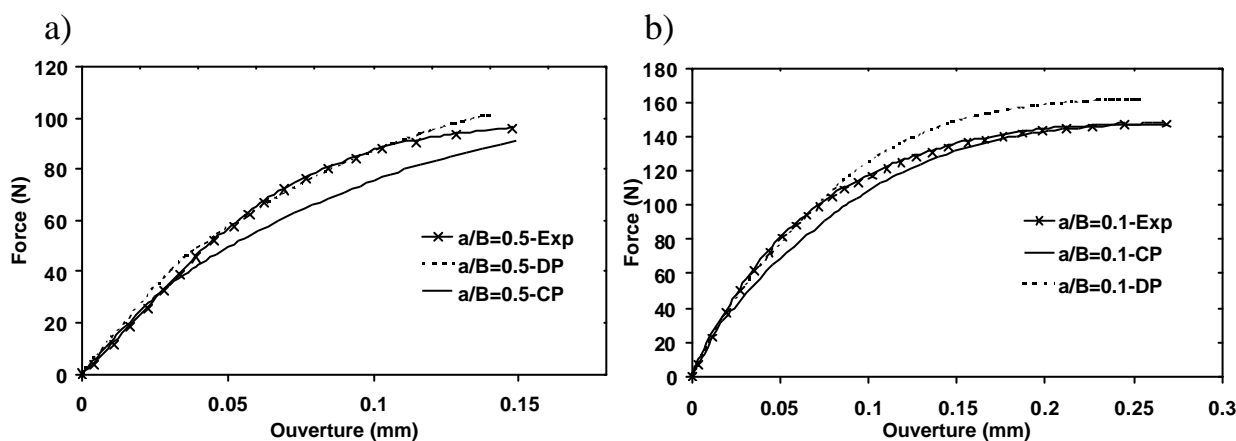 a)
120
100
80
60
40
20
0
Force (N)
0
0.05
0.1
0.15
Ouverture (mm)
a/B=0.5-Exp
a/B=0.5-DP
a/B=0.5-CP
b)
180
160
140
120
100
80
60
40
20
0
Force (N)
0
0.05
0.1
0.15
0.2
0.25
0.3
Ouverture (mm)
a/B=0.1-Exp
a/B=0.1-CP
a/B=0.1-DP